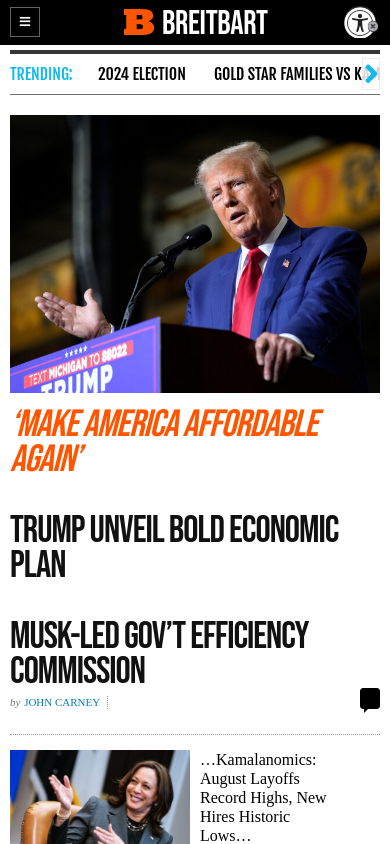 BREITBART
TRENDING:
2024 ELECTION
GOLD STAR FAMILIES VS
TEXT MICHIGAN TO 88022
TRUMP
‘MAKE AMERICA AFFORDABLE
AGAIN’
TRUMP UNVEIL BOLD ECONOMIC
PLAN
MUSK-LED GOV’T EFFICIENCY
COMMISSION
by JOHN CARNEY
…Kamalanomics:
August Layoffs
Record Highs, New
Hires Historic
Lows…